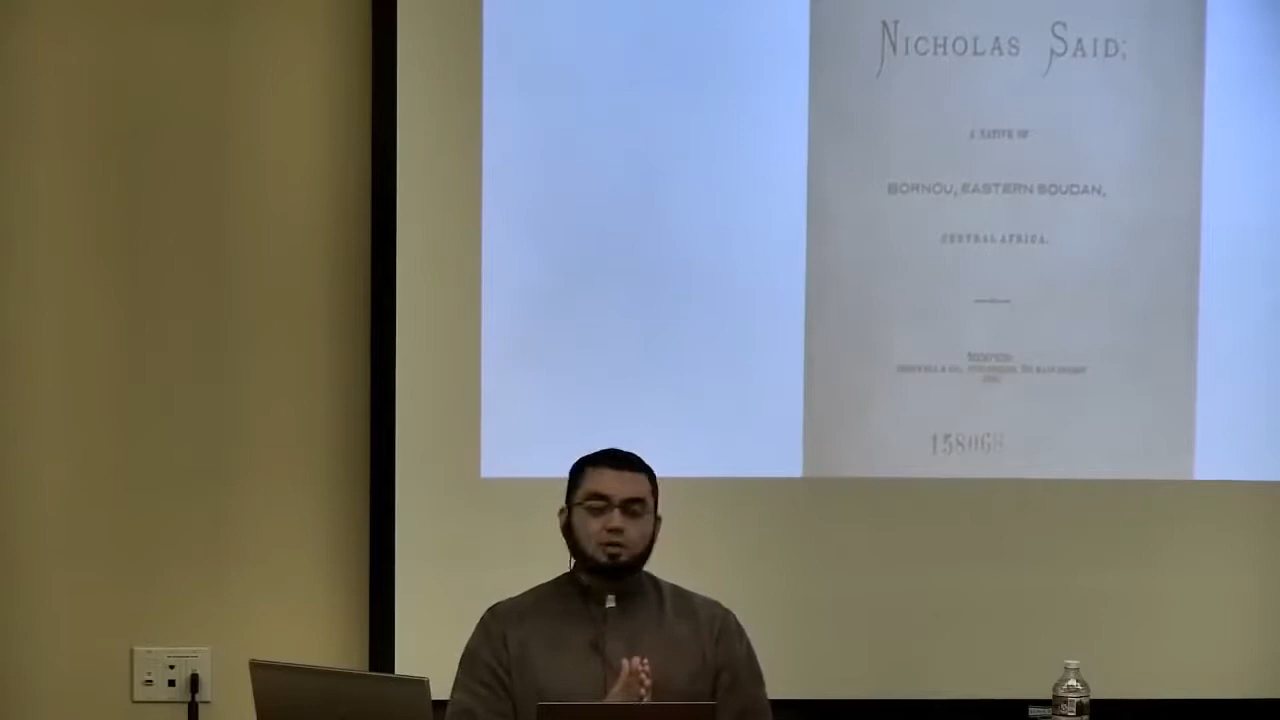 NICHOLAS SAID;
A NATIVE OF
BORNOU, EASTERN SOUDAN,
CENTRAL AFRICA.
158068